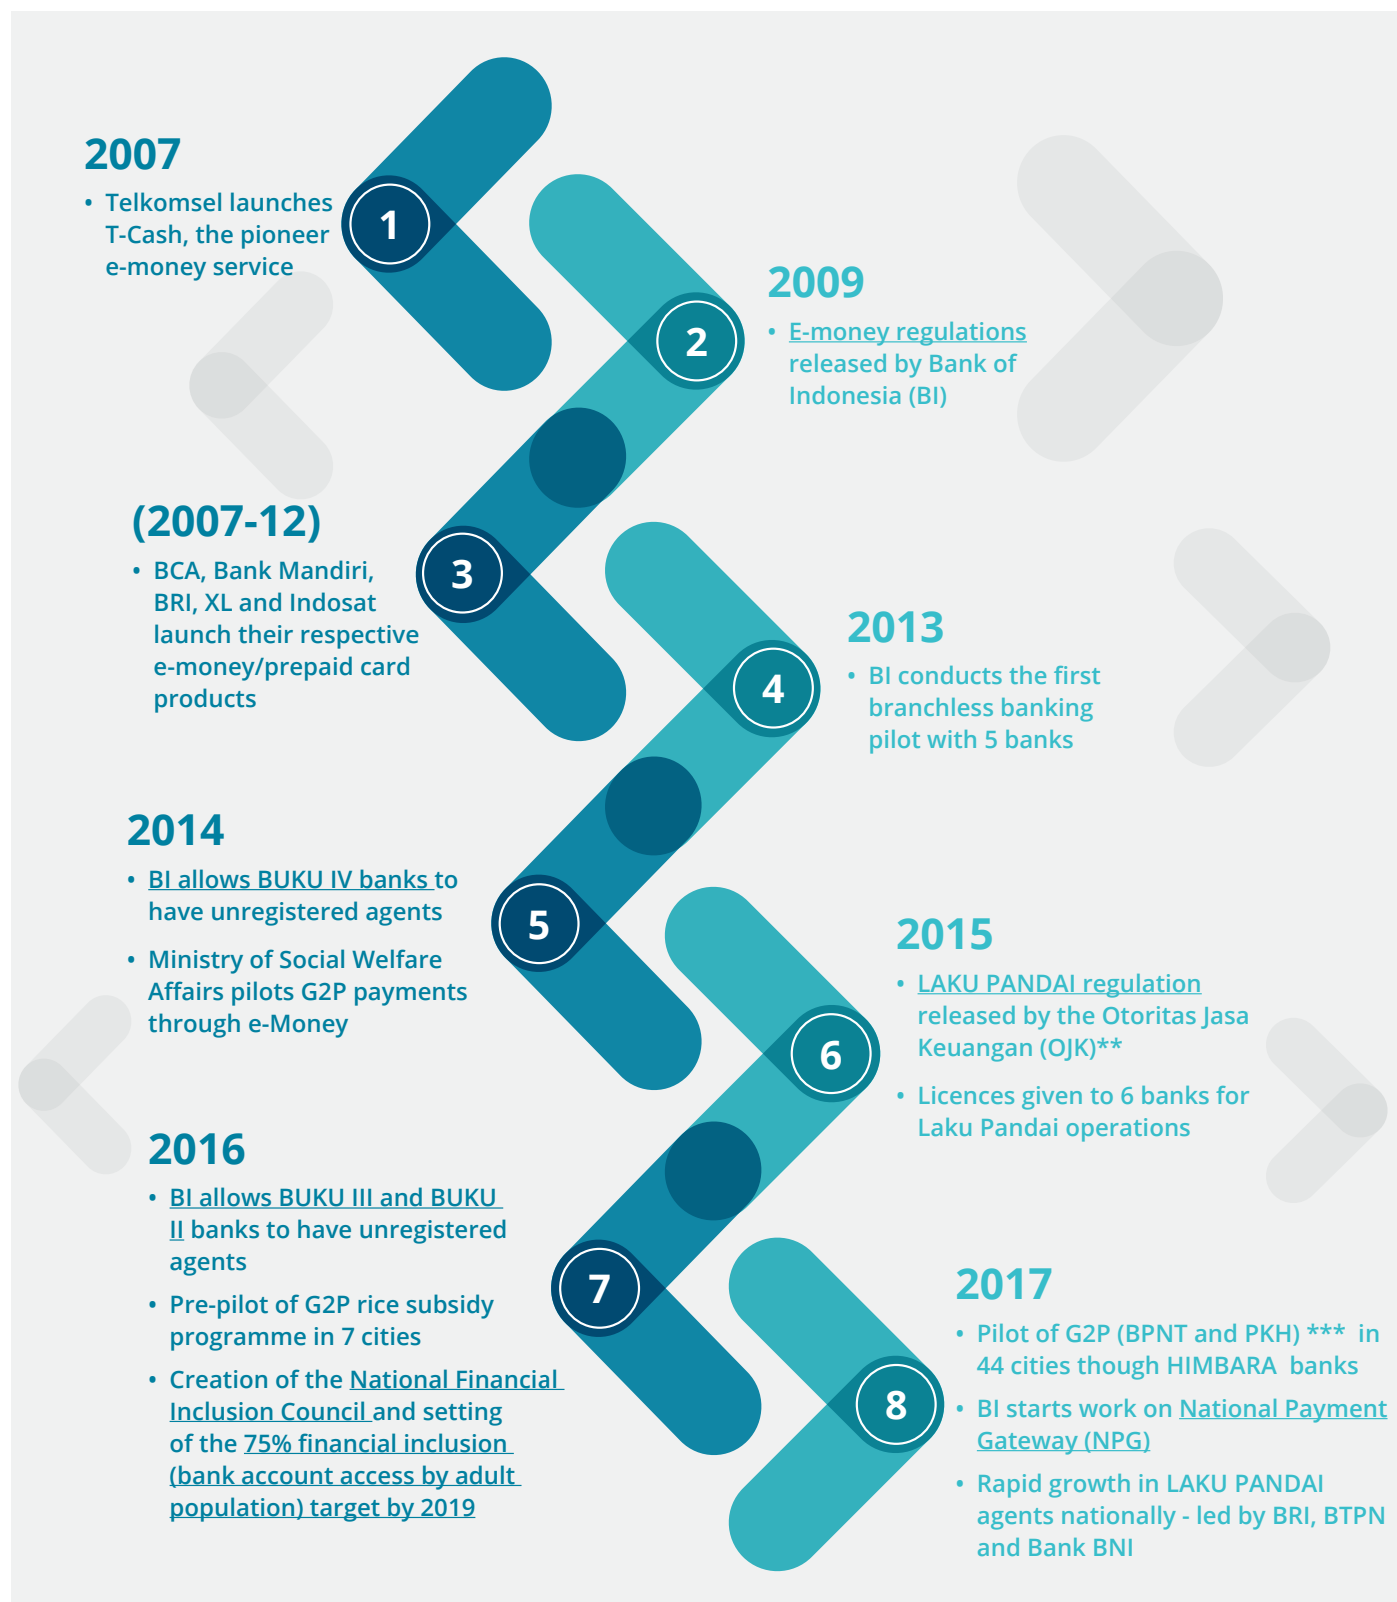 2007
• Telkomsel launches
T-Cash, the pioneer
e-money service
1
2
2009
• E-money regulations
released by Bank of
Indonesia (BI)
(2007-12)
• BCA, Bank Mandiri,
BRI, XL and Indosat
launch their respective
e-money/prepaid card
products
3
4
2013
• BI conducts the first
branchless banking
pilot with 5 banks
2014
• BI allows BUKU IV banks to
have unregistered agents
• Ministry of Social Welfare
Affairs pilots G2P payments
through e-Money
5
6
2015
• LAKU PANDAI regulation
released by the Otoritas Jasa
Keuangan (OJK)**
• Licences given to 6 banks for
Laku Pandai operations
2016
• BI allows BUKU III and BUKU
II banks to have unregistered
agents
• Pre-pilot of G2P rice subsidy
programme in 7 cities
• Creation of the National Financial
Inclusion Council and setting
of the 75% financial inclusion
(bank account access by adult
population) target by 2019
7
8
2017
• Pilot of G2P (BPNT and PKH) *** in
44 cities though HIMBARA banks
• BI starts work on National Payment
Gateway (NPG)
• Rapid growth in LAKU PANDAI
agents nationally - led by BRI, BTPN
and Bank BNI